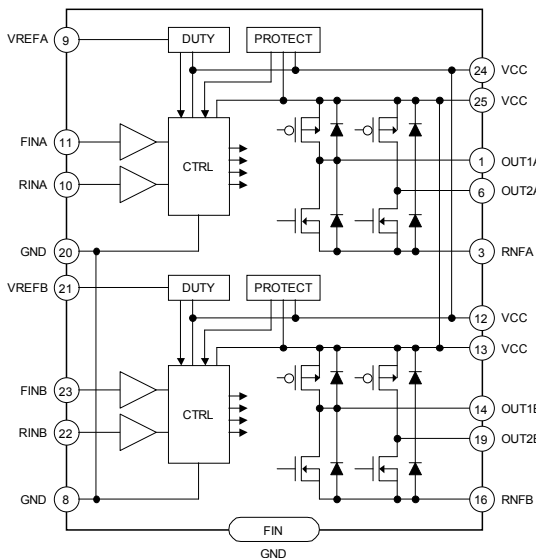 VREFA 9 DUTY PROTECT
24 VCC
25 VCC
FINA 11
CTRL
1 OUT1A
RINA 10
6 OUT2A
GND 20
3 RNFA
VREFB 21 DUTY PROTECT
12 VCC
13 VCC
FINB 23
CTRL
14 OUT1B
RINB 22
19 OUT2B
GND 8
16 RNFB
FIN
GND